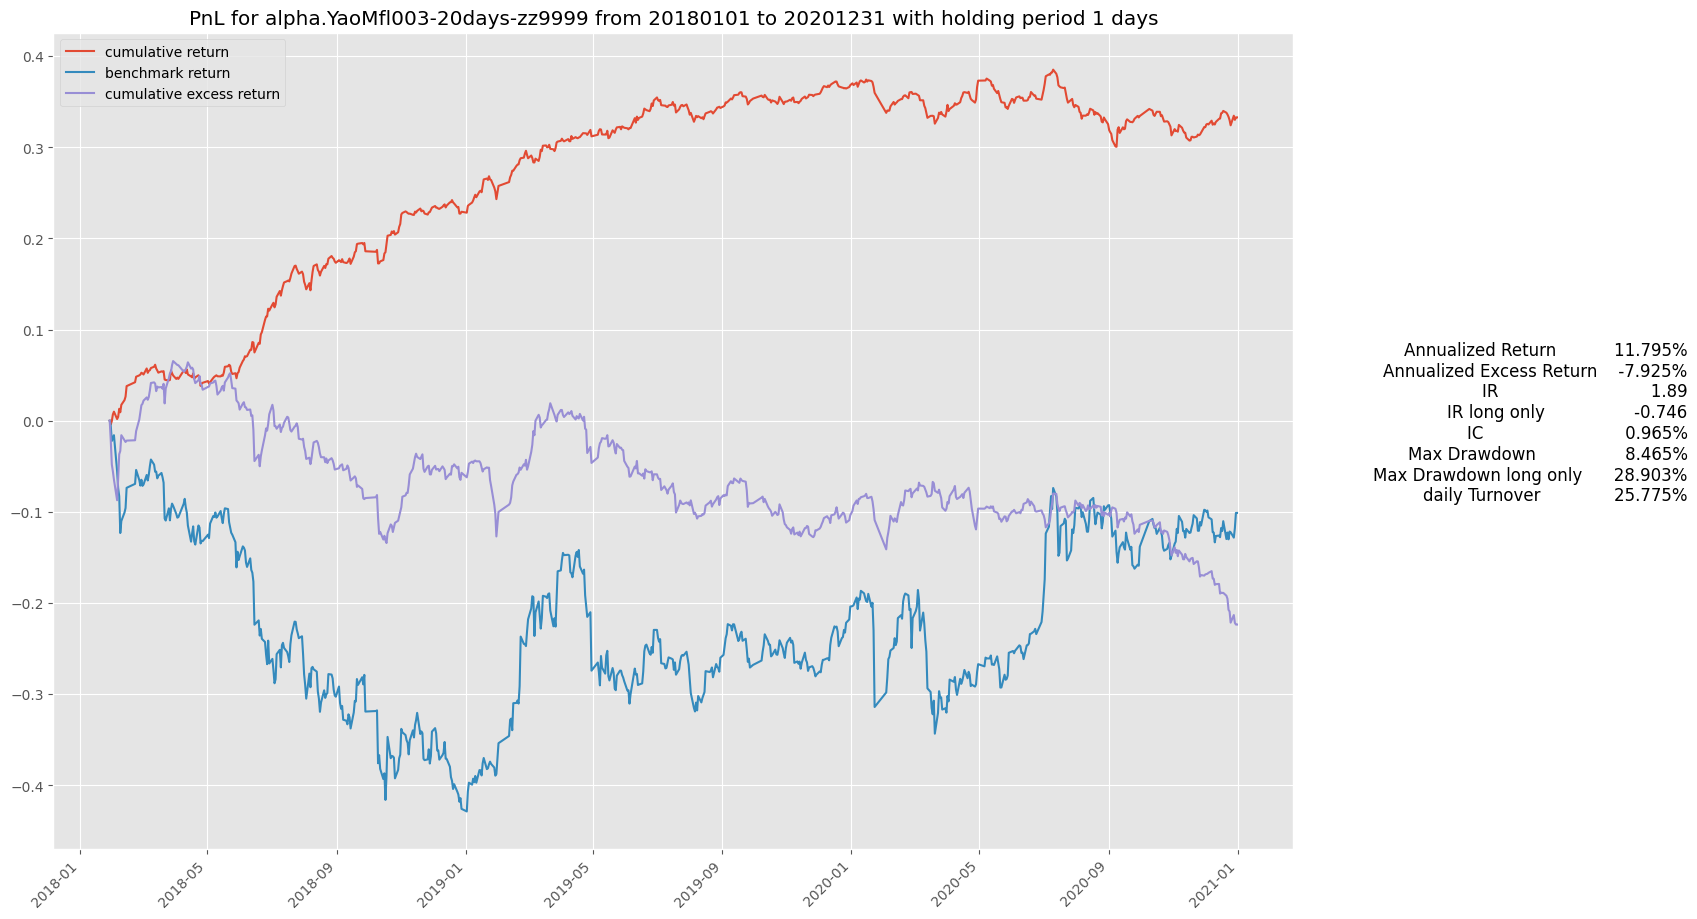 PnL for alpha.YaoMfl003-20days-zz9999 from 20180101 to 20201231 with holding period 1 days
cumulative return
benchmark return
cumulative excess return
0.4
0.3
0.2
0.1
0.0
−0.1
−0.2
−0.3
−0.4
2018-01
2018-05
2018-09
2019-01
2019-05
2019-09
2020-01
2020-05
2020-09
2021-01
Annualized Return 11.795%
Annualized Excess Return -7.925%
IR 1.89
IR long only -0.746
IC 0.965%
Max Drawdown 8.465%
Max Drawdown long only 28.903%
daily Turnover 25.775%